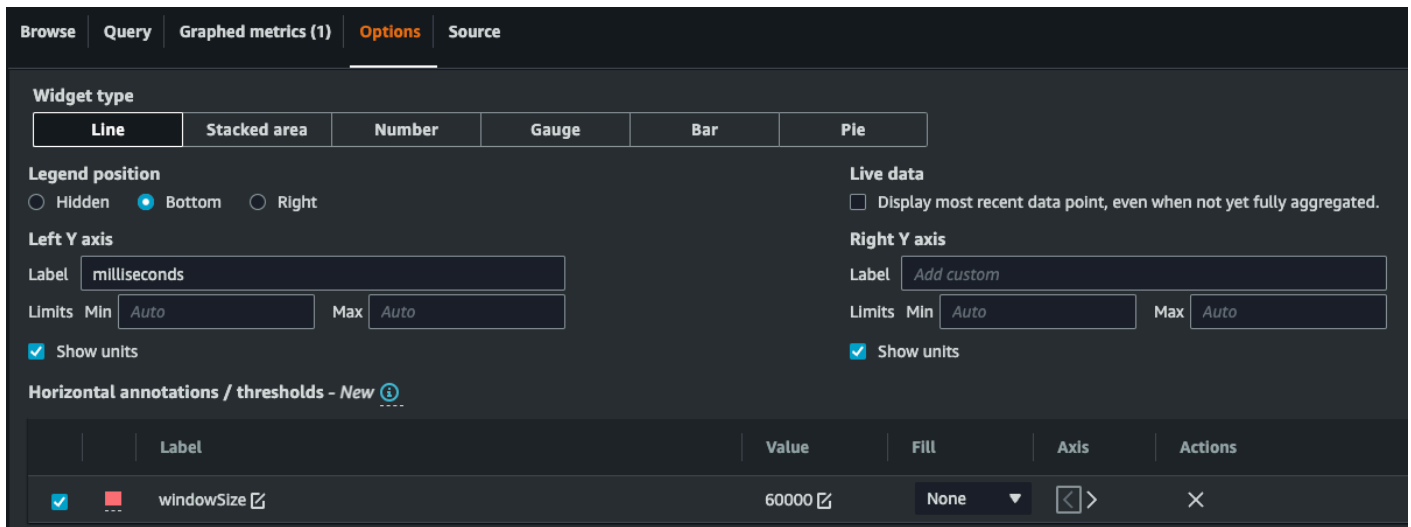 Browse Query Graphed metrics (1) Options Source
Widget type
Line Stacked area Number Gauge Bar Pie
Legend position
Hidden Bottom Right
Live data
Display most recent data point, even when not yet fully aggregated.
Left Y axis
Label milliseconds
Limits Min Auto Max Auto
Show units
Right Y axis
Label Add custom
Limits Min Auto Max Auto
Show units
Horizontal annotations / thresholds - New
Label Value Fill Axis Actions
windowSize 60000 None